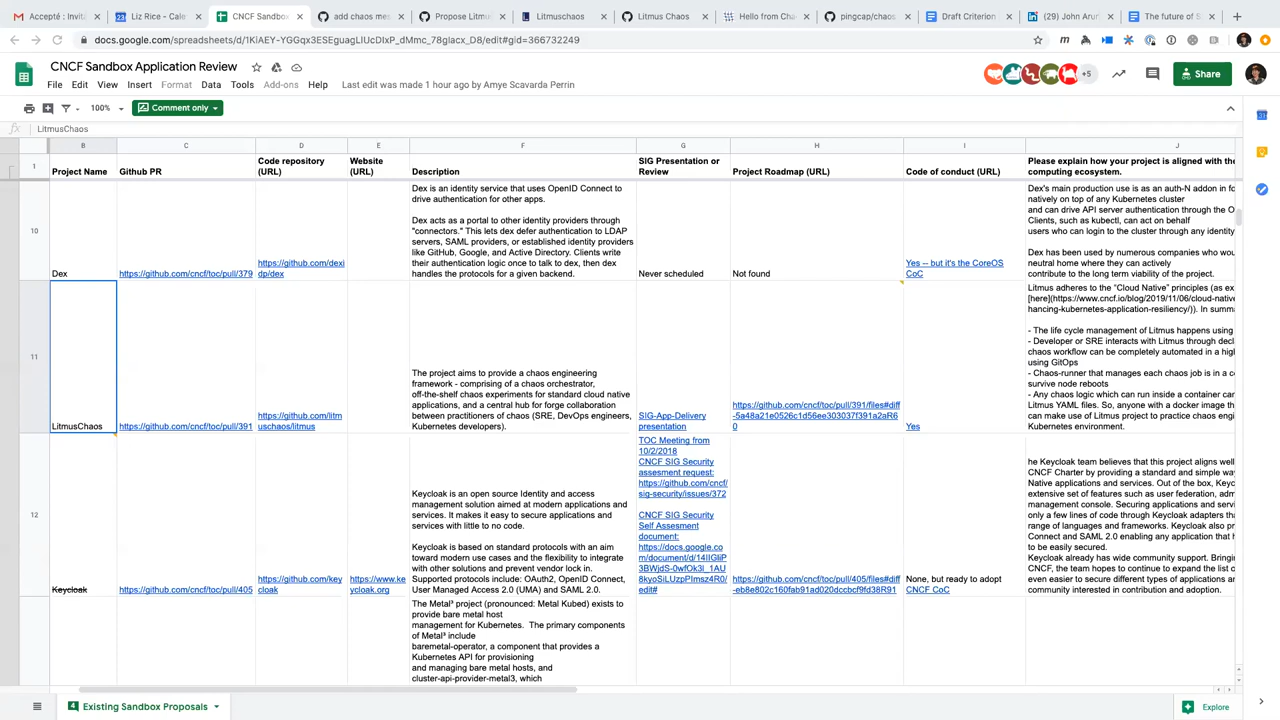 Accepté : Invita
Liz Rice - Cale
CNCF Sandbox
add chaos me
Propose Litmu
Litmuschaos
Litmus Chaos
Hello from Cha
pingcap/chaos
Draft Criterion
(29) John Arun
The future of S
docs.google.com/spreadsheets/d/1KiAEY-YGGqx3ESEguagLIUcDIxP_dMmc_78glacx_D8/edit#gid=366732249
CNCF Sandbox Application Review
File Edit View Insert Format Data Tools Add-ons Help Last edit was made 1 hour ago by Amye Scavarda Perrin
+5
Share
100%
Comment only
fx LitmusChaos
B C D E F G H I J
1
Project Name
Github PR
Code repository
(URL)
Website
(URL)
Description
SIG Presentation or
Review
Project Roadmap (URL)
Code of conduct (URL)
Please explain how your project is aligned with the
computing ecosystem.
10
Dex
https://github.com/cncf/toc/pull/379
https://github.com/dexi
dp/dex
Dex is an identity service that uses OpenID Connect to
drive authentication for other apps.
Dex acts as a portal to other identity providers through
"connectors." This lets dex defer authentication to LDAP
servers, SAML providers, or established identity providers
like GitHub, Google, and Active Directory. Clients write
their authentication logic once to talk to dex, then dex
handles the protocols for a given backend.
Never scheduled
Not found
Yes -- but it's the CoreOS
CoC
Dex's main production use is as an auth-N addon in fo
natively on top of any Kubernetes cluster
and can drive API server authentication through the O
Clients, such as kubectl, can act on behalf
users who can login to the cluster through any identity
Dex has been used by numerous companies who wou
neutral home where they can actively
contribute to the long term viability of the project.
11
LitmusChaos
https://github.com/cncf/toc/pull/391
https://github.com/litm
uschaos/litmus
The project aims to provide a chaos engineering
framework - comprising of a chaos orchestrator,
off-the-shelf chaos experiments for standard cloud native
applications, and a central hub for forge collaboration
between practioners of chaos (SRE, DevOps engineers,
Kubernetes developers).
SIG-App-Delivery
presentation
https://github.com/cncf/toc/pull/391/files#diff
-5a48a21e0526c1d56ee303037f391a2aR6
0
Yes
Litmus adheres to the “Cloud Native” principles (as ex
[here](https://www.cncf.io/blog/2019/11/06/cloud-native
hancing-kubernetes-application-resiliency/)). In summ
- The life cycle management of Litmus happens using
- Developer or SRE interacts with Litmus through decla
chaos workflow can be completely automated in a high
using GitOps
- Chaos-runner that manages each chaos job is in a co
survive node reboots
- Any chaos logic which can run inside a container can
Litmus YAML files. So, anyone with a docker image th
can make use of Litmus project to practice chaos engi
Kubernetes environment.
12
Keycloak
https://github.com/cncf/toc/pull/405
https://github.com/key
cloak
https://www.ke
ycloak.org
Keycloak is an open source Identity and access
management solution aimed at modern applications and
services. It makes it easy to secure applications and
services with little to no code.
Keycloak is based on standard protocols with an aim
toward modern use cases and the flexibility to integrate
with other solutions and prevent vendor lock in.
Supported protocols include: OAuth2, OpenID Connect,
User Managed Access 2.0 (UMA) and SAML 2.0.
TOC Meeting from
10/2/2018
CNCF SIG Security
assesment request:
https://github.com/cncf/
sig-security/issues/372
CNCF SIG Security
Self Assesment
document:
https://docs.google.co
m/document/d/14IIGliP
3BWjdS-0wfOk3l_1AU
8kyoSiLUzpPImsz4R0/
edit#
https://github.com/cncf/toc/pull/405/files#diff
-eb8e802c160fab91ad020dccbcf9fd38R91
None, but ready to adopt
CNCF CoC
he Keycloak team believes that this project aligns well
CNCF Charter by providing a standard and simple way
Native applications and services. Out of the box, Keyc
extensive set of features such as user federation, adm
management console. Securing applications and servi
only a few lines of code through Keycloak adapters tha
range of languages and frameworks. Keycloak also pr
Connect and SAML 2.0 enabling any application that h
to be easily secured.
Keycloak already has wide community support. Bringin
CNCF, the team hopes to continue to expand the list o
even easier to secure different types of applications an
community interested in contribution and adoption.
The Metal³ project (pronounced: Metal Kubed) exists to
provide bare metal host
management for Kubernetes. The primary components
of Metal³ include
baremetal-operator, a component that provides a
Kubernetes API for provisioning
and managing bare metal hosts, and
cluster-api-provider-metal3, which
Existing Sandbox Proposals
Explore